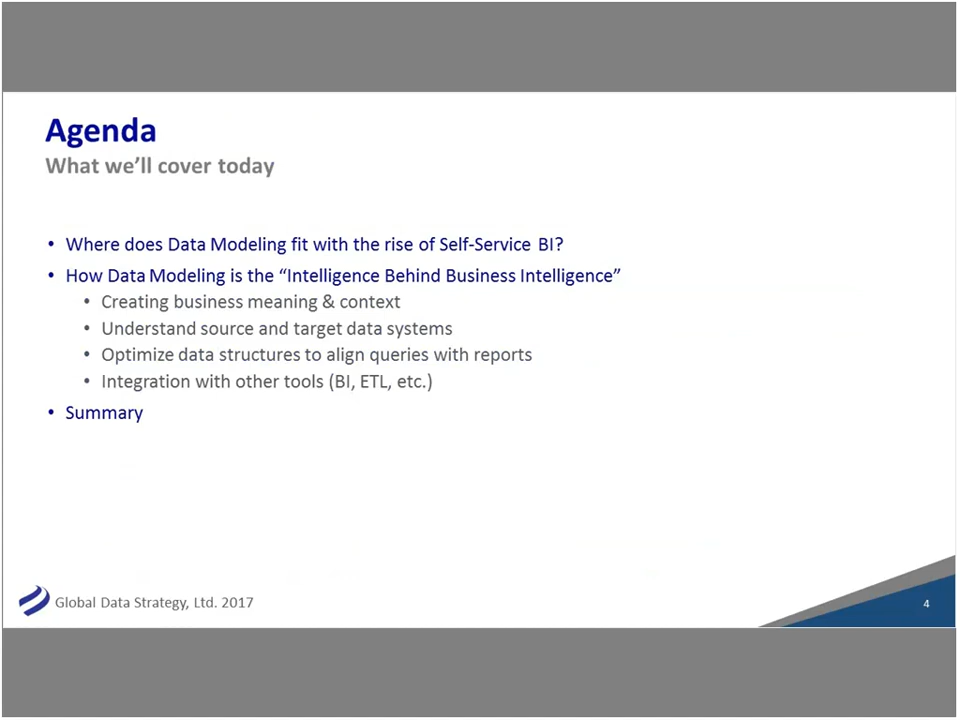 Agenda
What we’ll cover today
• Where does Data Modeling fit with the rise of Self-Service BI?
• How Data Modeling is the “Intelligence Behind Business Intelligence”
• Creating business meaning & context
• Understand source and target data systems
• Optimize data structures to align queries with reports
• Integration with other tools (BI, ETL, etc.)
• Summary
Global Data Strategy, Ltd. 2017
4